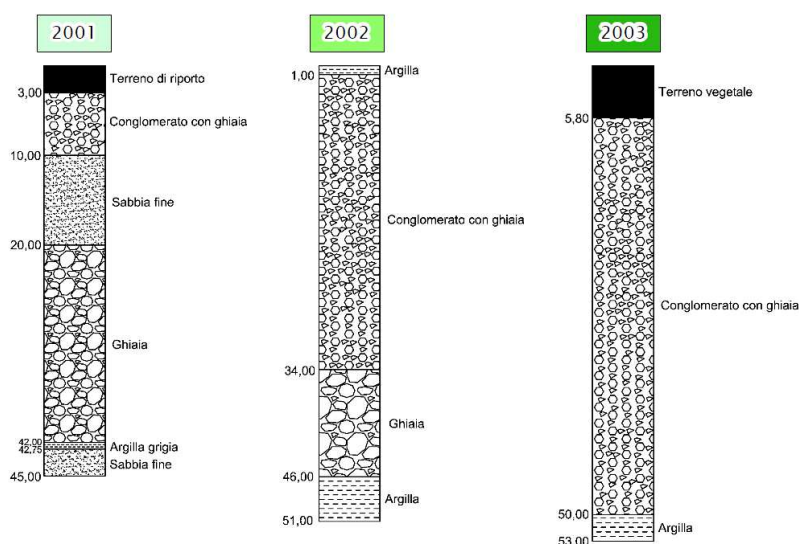 2001
Terreno di riporto
3,00
Conglomerato con ghiaia
10,00
Sabbia fine
20,00
Ghiaia
42,00
Argilla grigia
42,75
Sabbia fine
45,00
2002
Argilla
1,00
Conglomerato con ghiaia
34,00
Ghiaia
46,00
Argilla
51,00
2003
Terreno vegetale
5,80
Conglomerato con ghiaia
50,00
Argilla
53,00